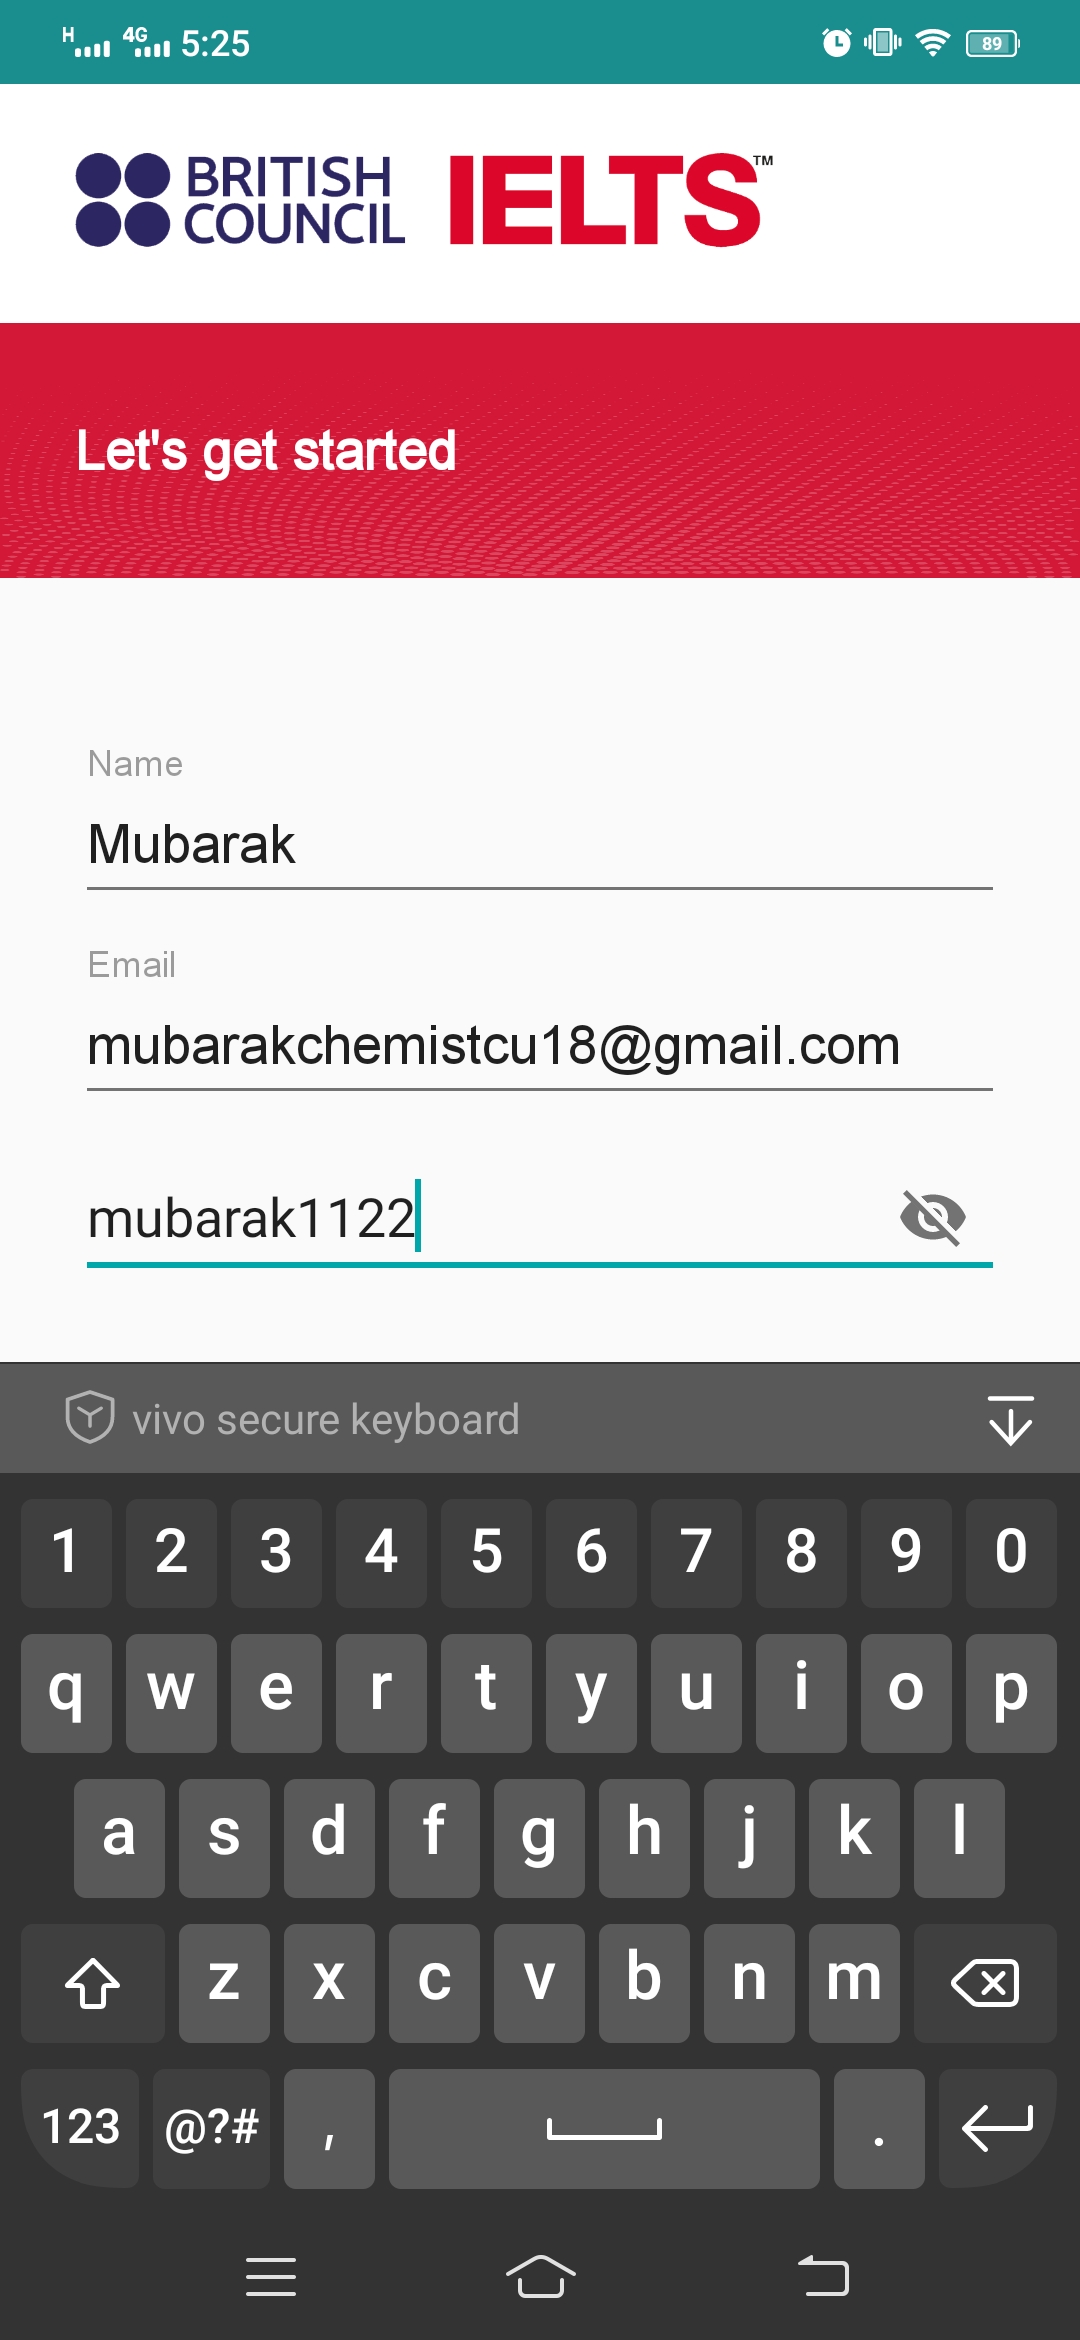 H 4G 5:25 89
BRITISH
COUNCIL
IELTS™
Let's get started
Name
Mubarak
Email
mubarakchemistcu18@gmail.com
mubarak1122
vivo secure keyboard
1 2 3 4 5 6 7 8 9 0
q w e r t y u i o p
a s d f g h j k l
z x c v b n m
123 @?# , .